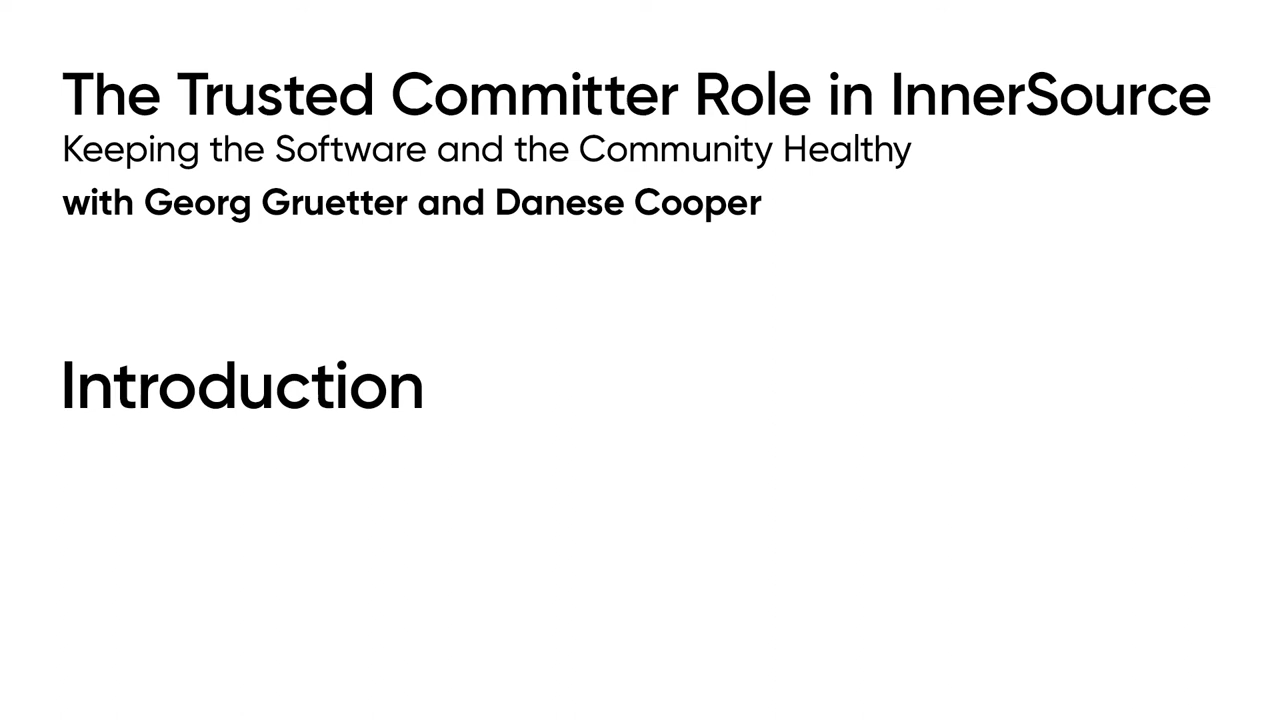 The Trusted Committer Role in InnerSource
Keeping the Software and the Community Healthy
with Georg Gruetter and Danese Cooper
Introduction